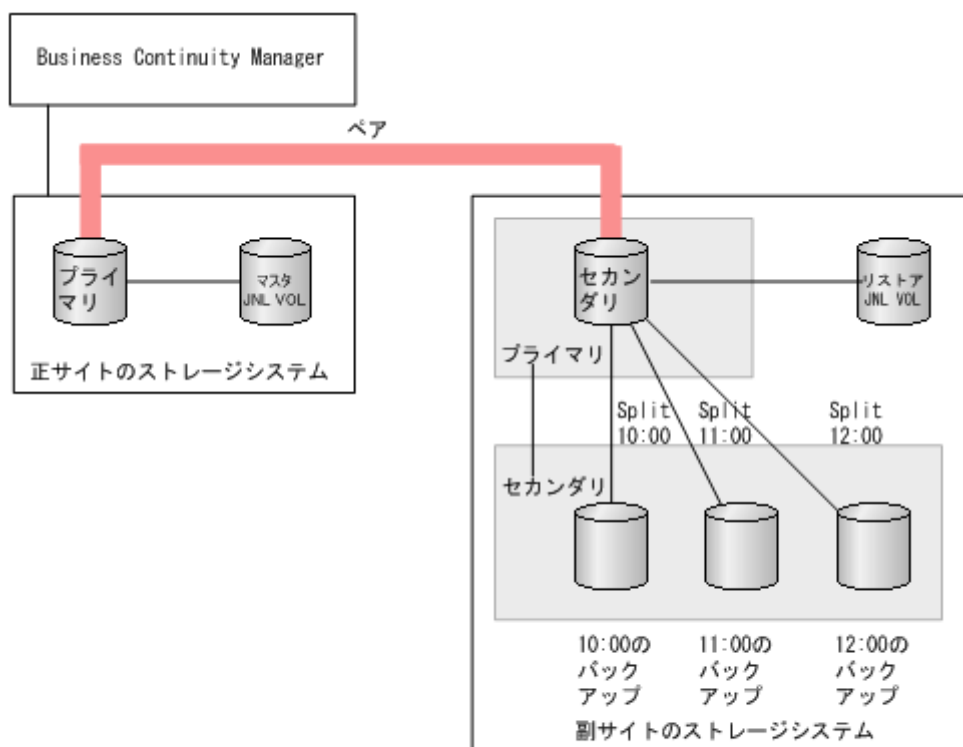 Business Continuity Manager
ペア
プライ
マリ
マスタ
JNL VOL
正サイトのストレージシステム
セカン
ダリ
リストア
JNL VOL
プライマリ
Split
10:00
Split
11:00
Split
12:00
セカンダリ
10:00の
バック
アップ
11:00の
バック
アップ
12:00の
バック
アップ
副サイトのストレージシステム